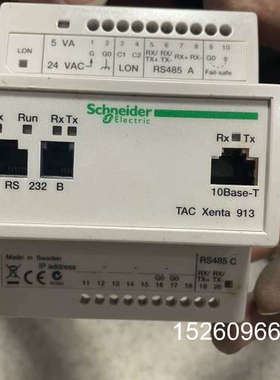 1 2 3 4 5 6 7 8 9 10
5 VA G G0 C1 C2 RX/TX+ RX/TX- RX/TX+ RX/TX- G0
LON 24 VAC LON RS485 A Fail-safe
Schneider Electric
Run Rx Tx Rx Tx
RS 232 B 10Base-T
TAC Xenta 913
Made in Sweden
IP address RS485 C
G0 G0 RX/TX+ RX/TX-
11 12 13 14 15 16 17 18 19 20
15260966